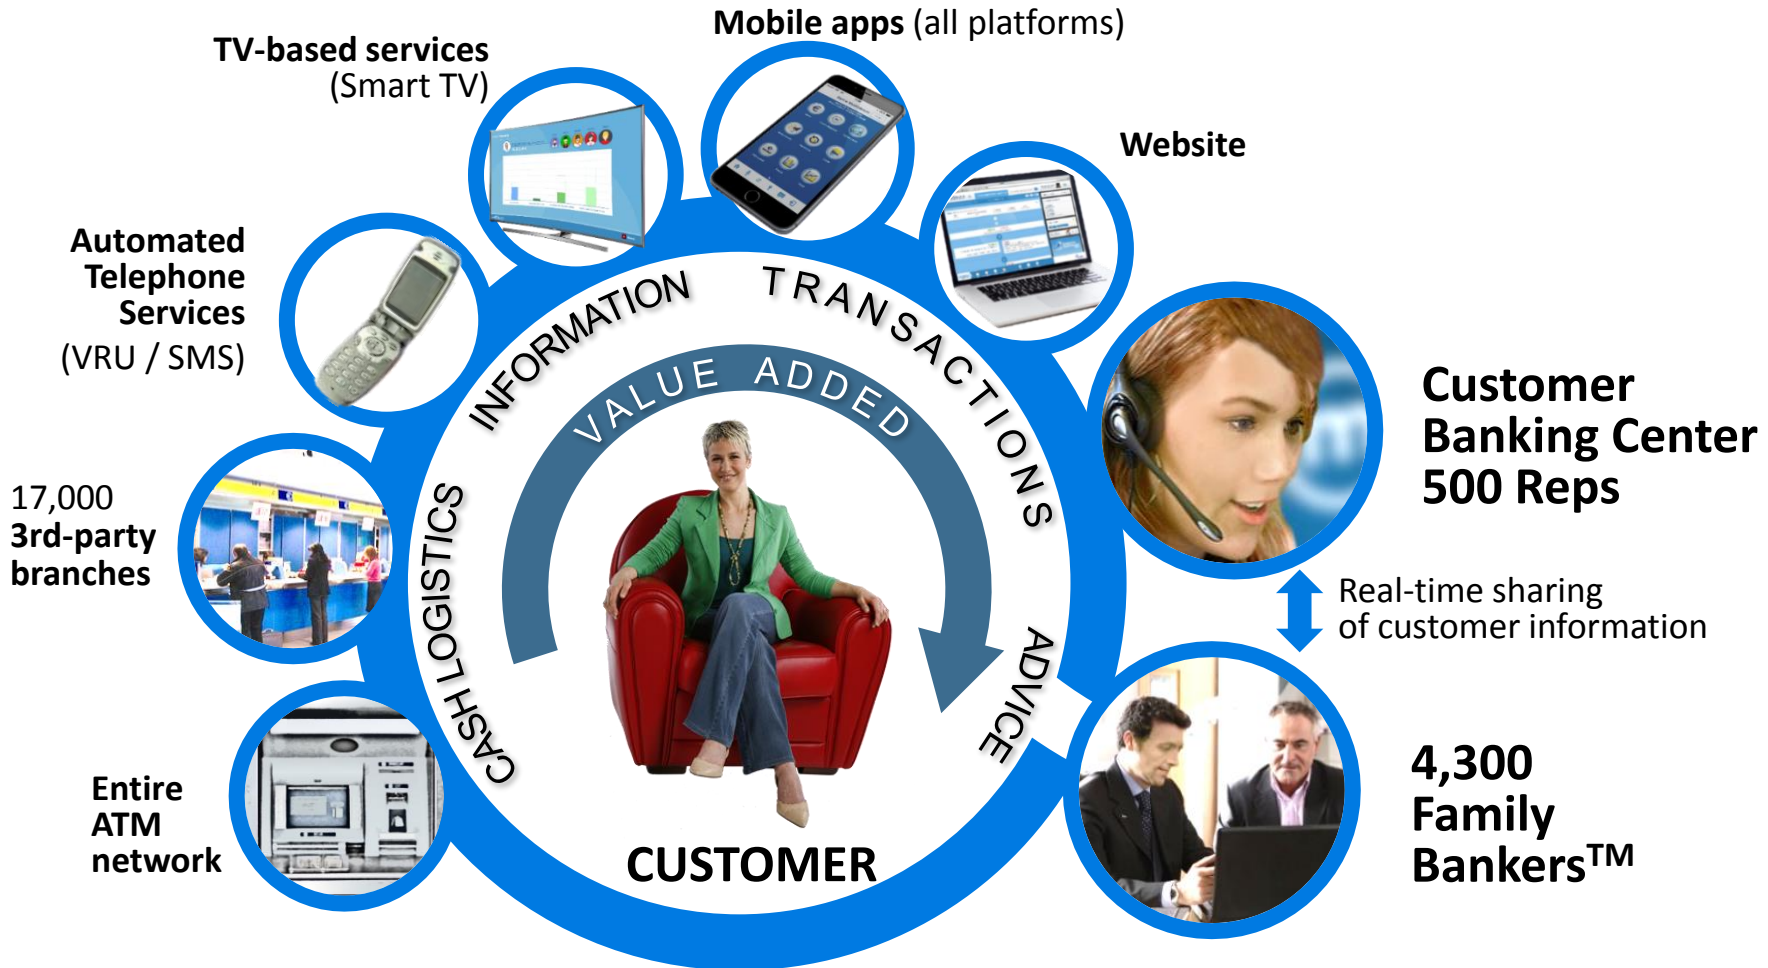 Mobile apps (all platforms)
TV-based services
(Smart TV)
Website
Automated
Telephone
Services
(VRU / SMS)
INFORMATION
TRANSACTIONS
VALUE ADDED
Customer
Banking Center
500 Reps
17,000
3rd-party
branches
CASH LOGISTICS
Real-time sharing
of customer information
ADVICE
Entire
ATM
network
4,300
Family
Bankers™
CUSTOMER